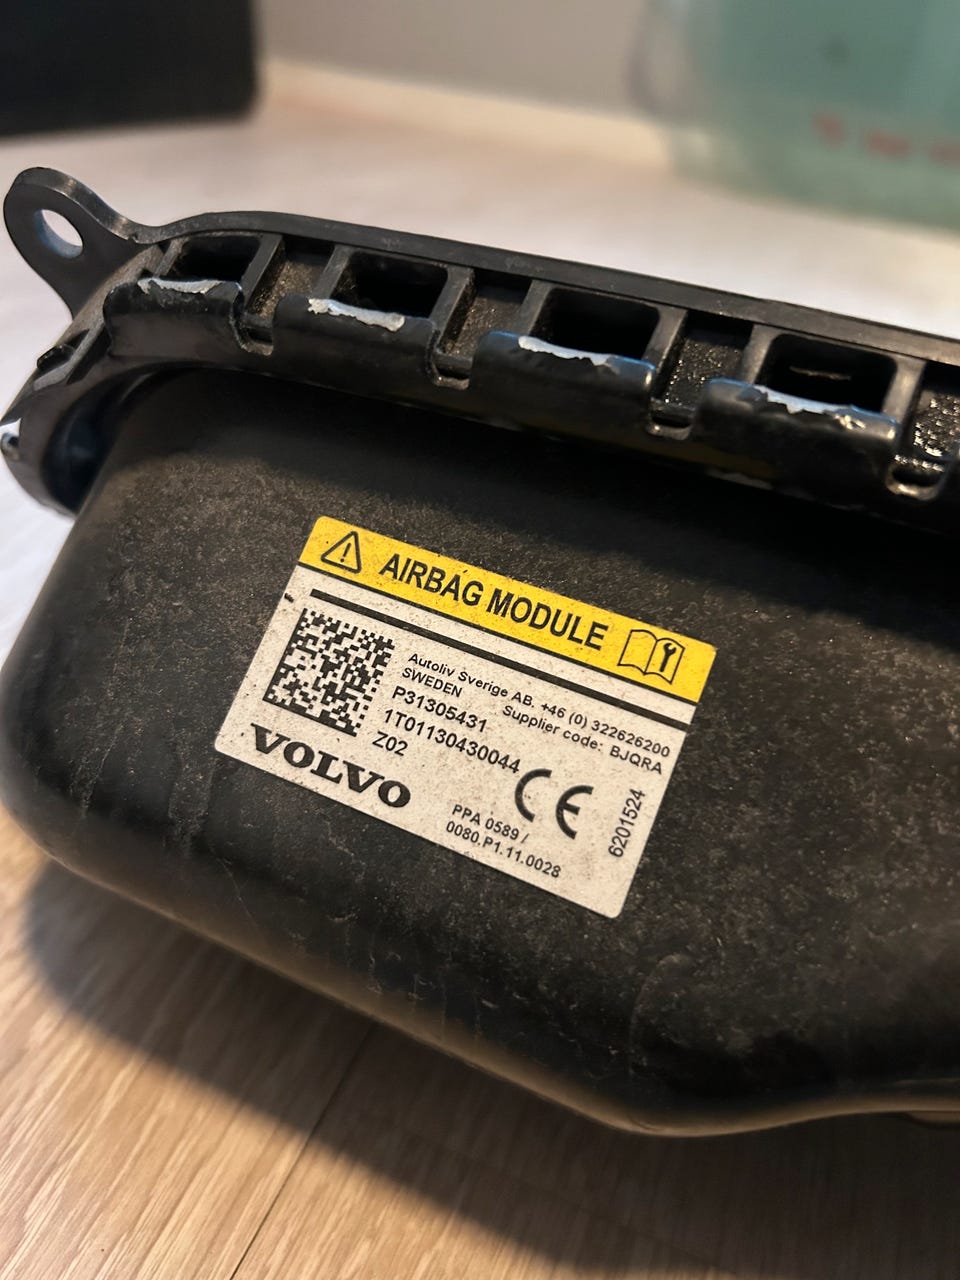 AIRBAG MODULE
Autoliv Sverige AB. +46 (0) 322626200
SWEDEN Supplier code: BJQRA
P31305431
1T01130430044
Z02
VOLVO
CE
PPA 0589 /
0080.P1.11.0028
6201524